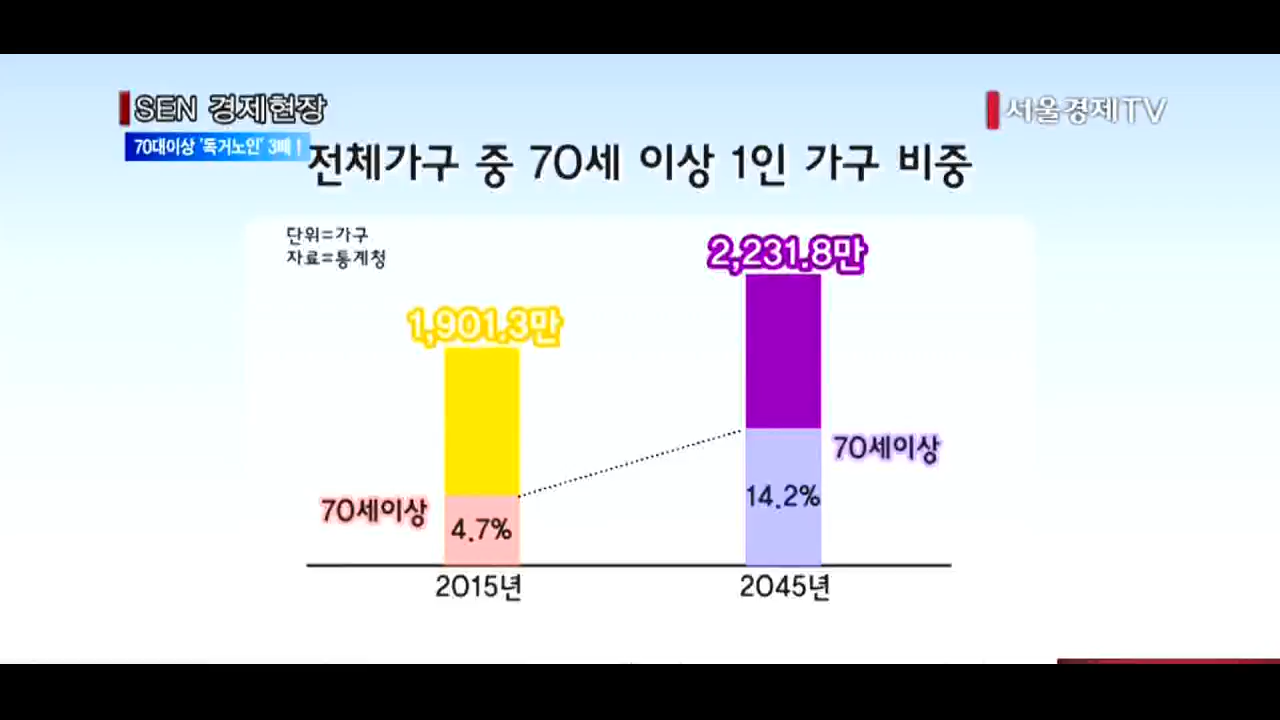 SEN 경제현장
서울경제TV
70대이상 '독거노인' 3배 !
전체가구 중 70세 이상 1인 가구 비중
단위=가구
자료=통계청
2,231.8만
1,901.3만
70세이상
14.2%
70세이상
4.7%
2015년
2045년